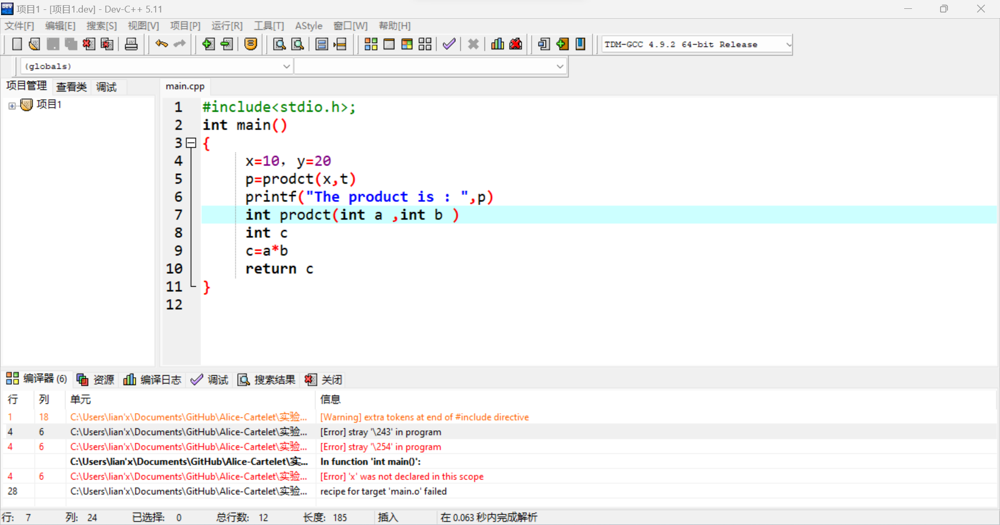 项目1 - [项目1.dev] - Dev-C++ 5.11
文件[F] 编辑[E] 搜索[S] 视图[V] 项目[P] 运行[R] 工具[T] AStyle 窗口[W] 帮助[H]
TDM-GCC 4.9.2 64-bit Release
(globals)
项目管理 查看类 调试
main.cpp
项目1
1 #include<stdio.h>;
2 int main()
3 {
4 x=10，y=20
5 p=prodct(x,t)
6 printf("The product is : ",p)
7 int prodct(int a ,int b )
8 int c
9 c=a*b
10 return c
11 }
12
编译器 (6) 资源 编译日志 调试 搜索结果 关闭
行 列 单元 信息
1 18 C:\Users\lian'x\Documents\GitHub\Alice-Cartelet\实验... [Warning] extra tokens at end of #include directive
4 6 C:\Users\lian'x\Documents\GitHub\Alice-Cartelet\实验... [Error] stray '\243' in program
4 6 C:\Users\lian'x\Documents\GitHub\Alice-Cartelet\实验... [Error] stray '\254' in program
C:\Users\lian'x\Documents\GitHub\Alice-Cartelet\实... In function 'int main()':
4 6 C:\Users\lian'x\Documents\GitHub\Alice-Cartelet\实验... [Error] 'x' was not declared in this scope
28 C:\Users\lian'x\Documents\GitHub\Alice-Cartelet\实验... recipe for target 'main.o' failed
行: 7 列: 24 已选择: 0 总行数: 12 长度: 185 插入 在 0.063 秒内完成解析